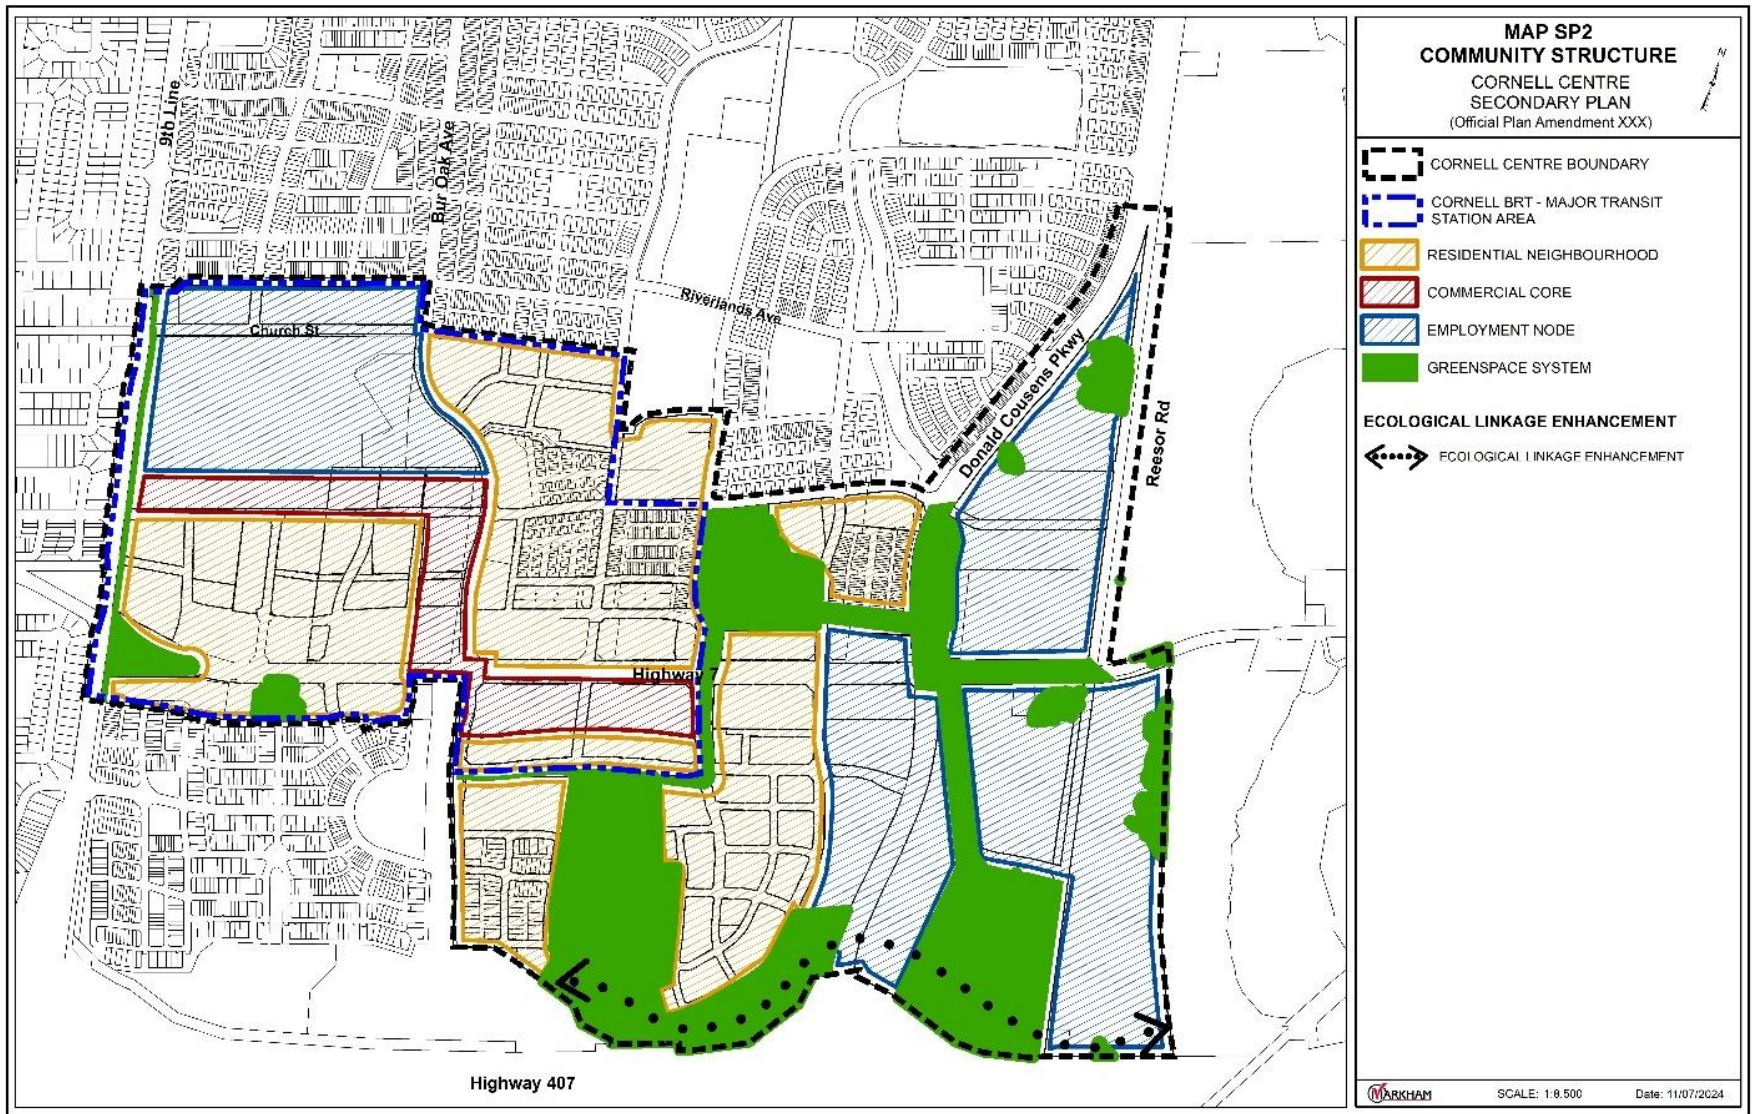 MAP SP2
COMMUNITY STRUCTURE
CORNELL CENTRE
SECONDARY PLAN
(Official Plan Amendment XXX)
N
CORNELL CENTRE BOUNDARY
CORNELL BRT - MAJOR TRANSIT
STATION AREA
RESIDENTIAL NEIGHBOURHOOD
COMMERCIAL CORE
EMPLOYMENT NODE
GREENSPACE SYSTEM
ECOLOGICAL LINKAGE ENHANCEMENT
ECOLOGICAL LINKAGE ENHANCEMENT
9th Line
Bur Oak Ave
Church St
Riverlands Ave
Donald Cousens Pkwy
Reesor Rd
Highway 7
Highway 407
MARKHAM
SCALE: 1:8,500
Date: 11/07/2024